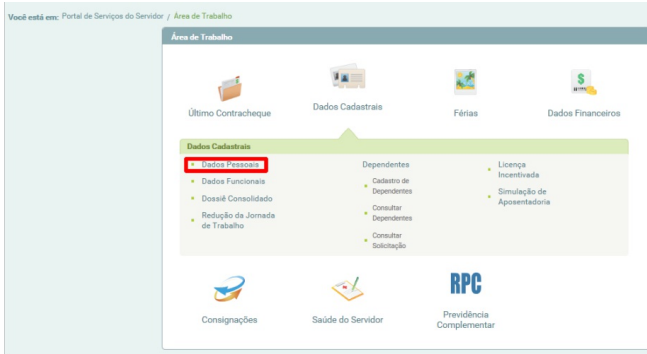 Você está em: Portal de Serviços do Servidor / Área de Trabalho
Área de Trabalho
Último Contracheque
Dados Cadastrais
Férias
Dados Financeiros
Dados Cadastrais
Dados Pessoais
Dados Funcionais
Dossiê Consolidado
Redução da Jornada
de Trabalho
Dependentes
Cadastro de
Dependentes
Consultar
Dependentes
Consultar
Solicitação
Licença
Incentivada
Simulação de
Aposentadoria
Consignações
Saúde do Servidor
RPC
Previdência
Complementar